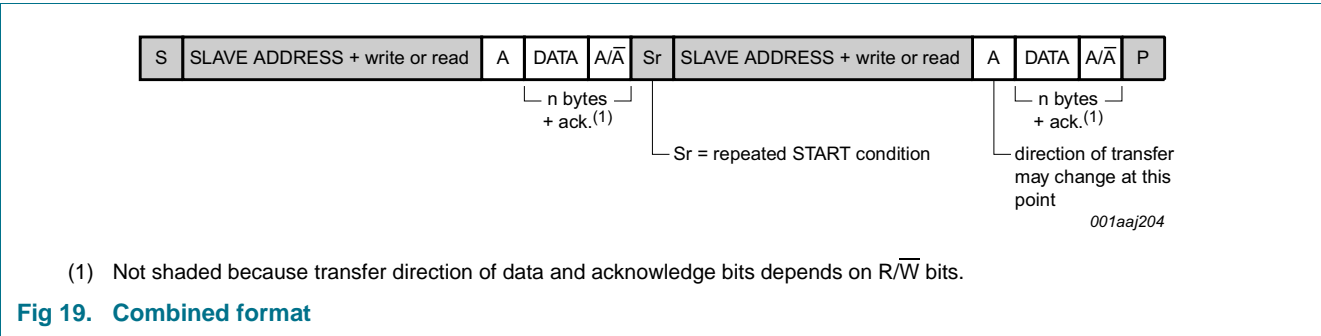 S SLAVE ADDRESS + write or read A DATA A/A̅ Sr SLAVE ADDRESS + write or read A DATA A/A̅ P
n bytes + ack.(1)
n bytes + ack.(1)
Sr = repeated START condition
direction of transfer
may change at this
point
001aaj204
(1) Not shaded because transfer direction of data and acknowledge bits depends on R/W̅ bits.
Fig 19. Combined format